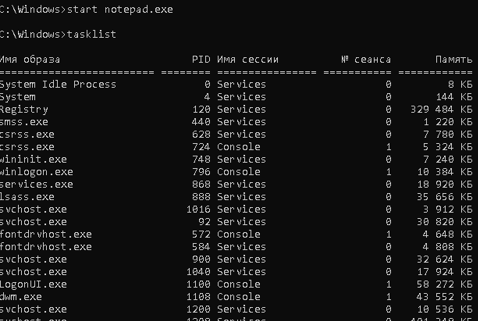 C:\Windows>start notepad.exe
C:\Windows>tasklist
Имя образа                     PID Имя сессии          № сеанса       Память
========================= ======== ================ =========== ============
System Idle Process              0 Services                   0         8 КБ
System                           4 Services                   0       144 КБ
Registry                       120 Services                   0   329 484 КБ
smss.exe                       440 Services                   0     1 220 КБ
csrss.exe                      628 Services                   0     7 780 КБ
csrss.exe                      724 Console                    1     5 324 КБ
wininit.exe                    748 Services                   0     7 240 КБ
winlogon.exe                   796 Console                    1    10 384 КБ
services.exe                   868 Services                   0    18 920 КБ
lsass.exe                      888 Services                   0    35 656 КБ
svchost.exe                   1016 Services                   0     3 912 КБ
svchost.exe                     92 Services                   0    30 820 КБ
fontdrvhost.exe                572 Console                    1     4 648 КБ
fontdrvhost.exe                584 Services                   0     4 808 КБ
svchost.exe                    900 Services                   0    32 624 КБ
svchost.exe                   1040 Services                   0    17 924 КБ
LogonUI.exe                   1100 Console                    1    58 272 КБ
dwm.exe                       1108 Console                    1    43 552 КБ
svchost.exe                   1200 Services                   0    10 536 КБ